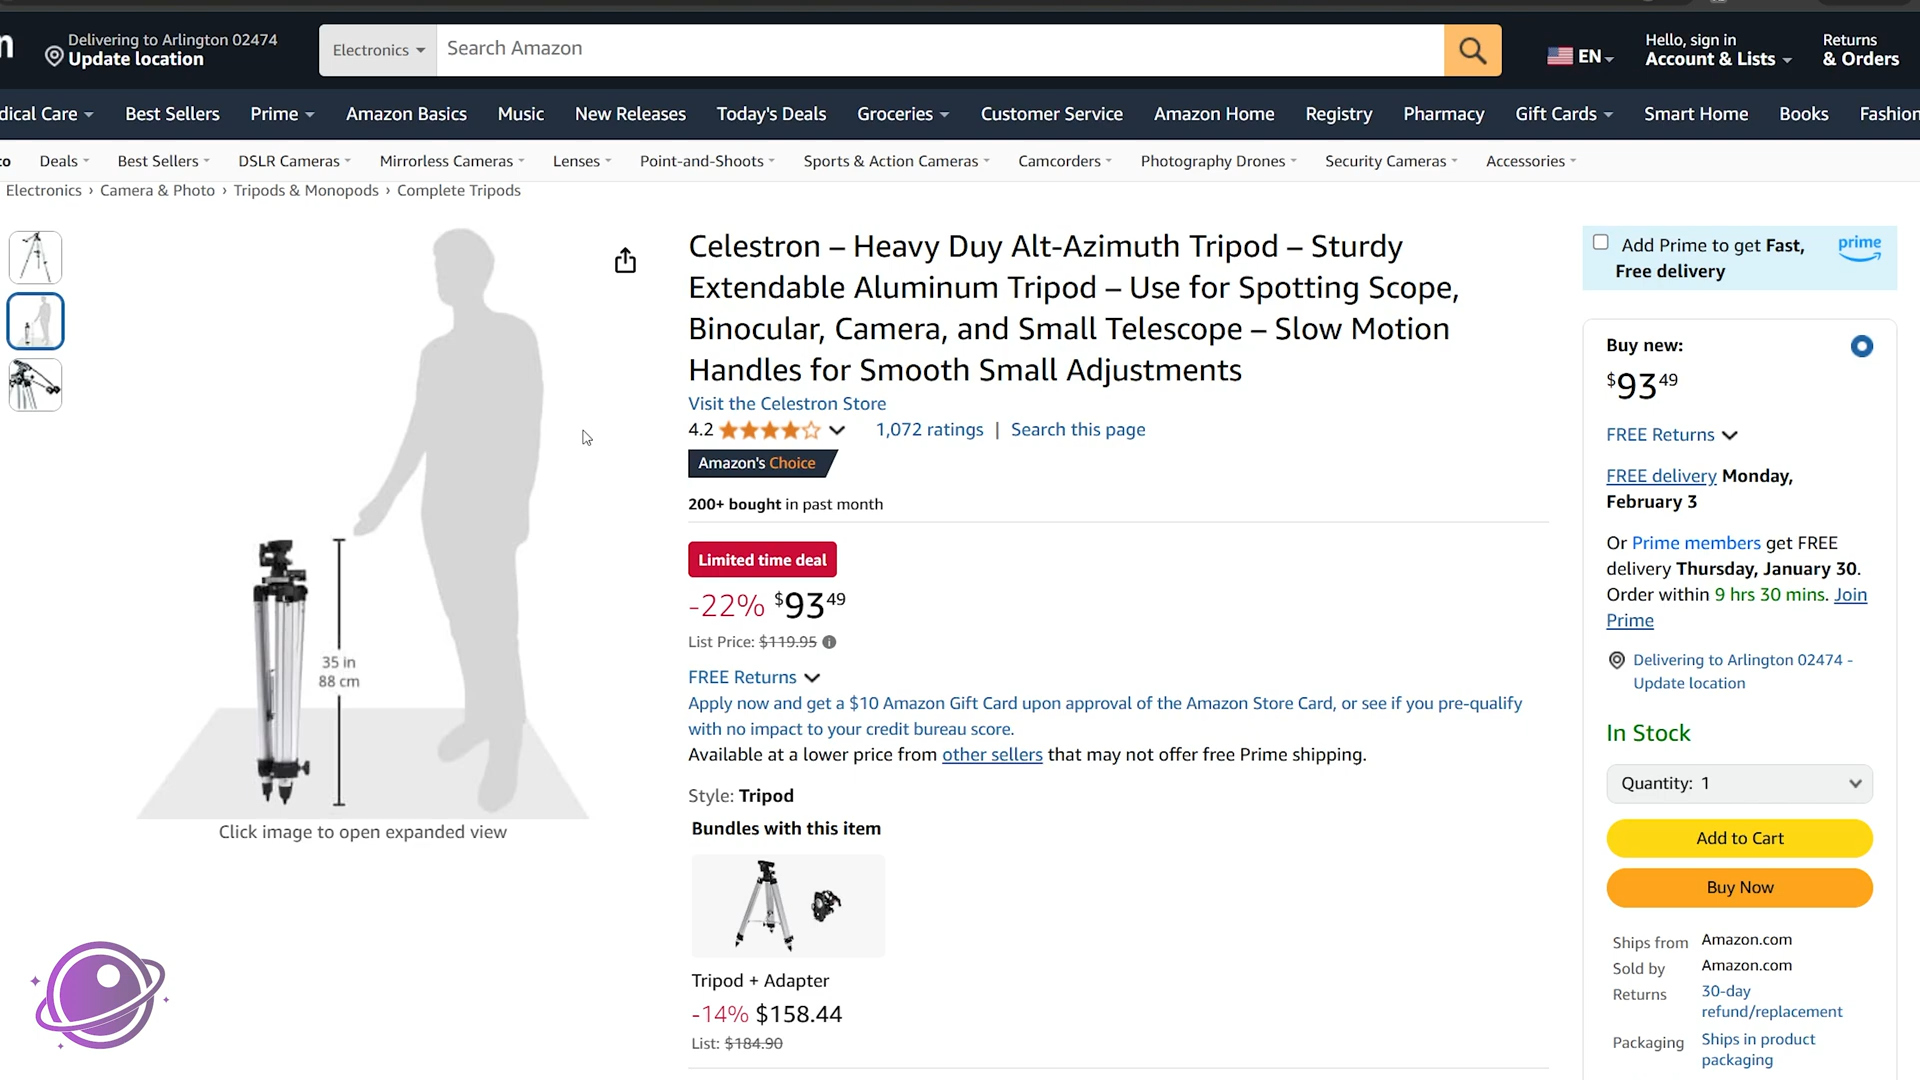 Delivering to Arlington 02474
Update location
Electronics
Search Amazon
EN
Hello, sign in
Account & Lists
Returns
& Orders
dical Care
Best Sellers
Prime
Amazon Basics
Music
New Releases
Today's Deals
Groceries
Customer Service
Amazon Home
Registry
Pharmacy
Gift Cards
Smart Home
Books
Fashion
Deals
Best Sellers
DSLR Cameras
Mirrorless Cameras
Lenses
Point-and-Shoots
Sports & Action Cameras
Camcorders
Photography Drones
Security Cameras
Accessories
Electronics › Camera & Photo › Tripods & Monopods › Complete Tripods
35 in
88 cm
Click image to open expanded view
Celestron – Heavy Duy Alt-Azimuth Tripod – Sturdy
Extendable Aluminum Tripod – Use for Spotting Scope,
Binocular, Camera, and Small Telescope – Slow Motion
Handles for Smooth Small Adjustments
Visit the Celestron Store
4.2
1,072 ratings | Search this page
Amazon's Choice
200+ bought in past month
Limited time deal
-22% $93 49
List Price: $119.95
FREE Returns
Apply now and get a $10 Amazon Gift Card upon approval of the Amazon Store Card, or see if you pre-qualify
with no impact to your credit bureau score.
Available at a lower price from other sellers that may not offer free Prime shipping.
Style: Tripod
Bundles with this item
Tripod + Adapter
-14% $158.44
List: $184.90
Add Prime to get Fast,
Free delivery
prime
Buy new:
$93 49
FREE Returns
FREE delivery Monday,
February 3
Or Prime members get FREE
delivery Thursday, January 30.
Order within 9 hrs 30 mins. Join
Prime
Delivering to Arlington 02474 -
Update location
In Stock
Quantity: 1
Add to Cart
Buy Now
Ships from Amazon.com
Sold by Amazon.com
Returns 30-day
refund/replacement
Packaging Ships in product
packaging